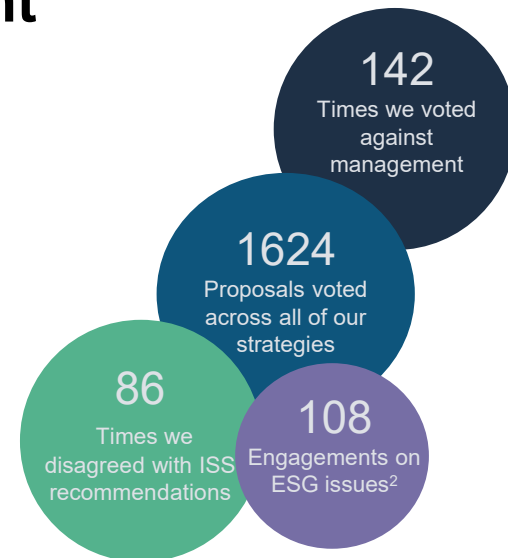 nt
142
Times we voted
against
management
1624
Proposals voted
across all of our
strategies
86
Times we
disagreed with ISS
recommendations
108
Engagements on
ESG issues²